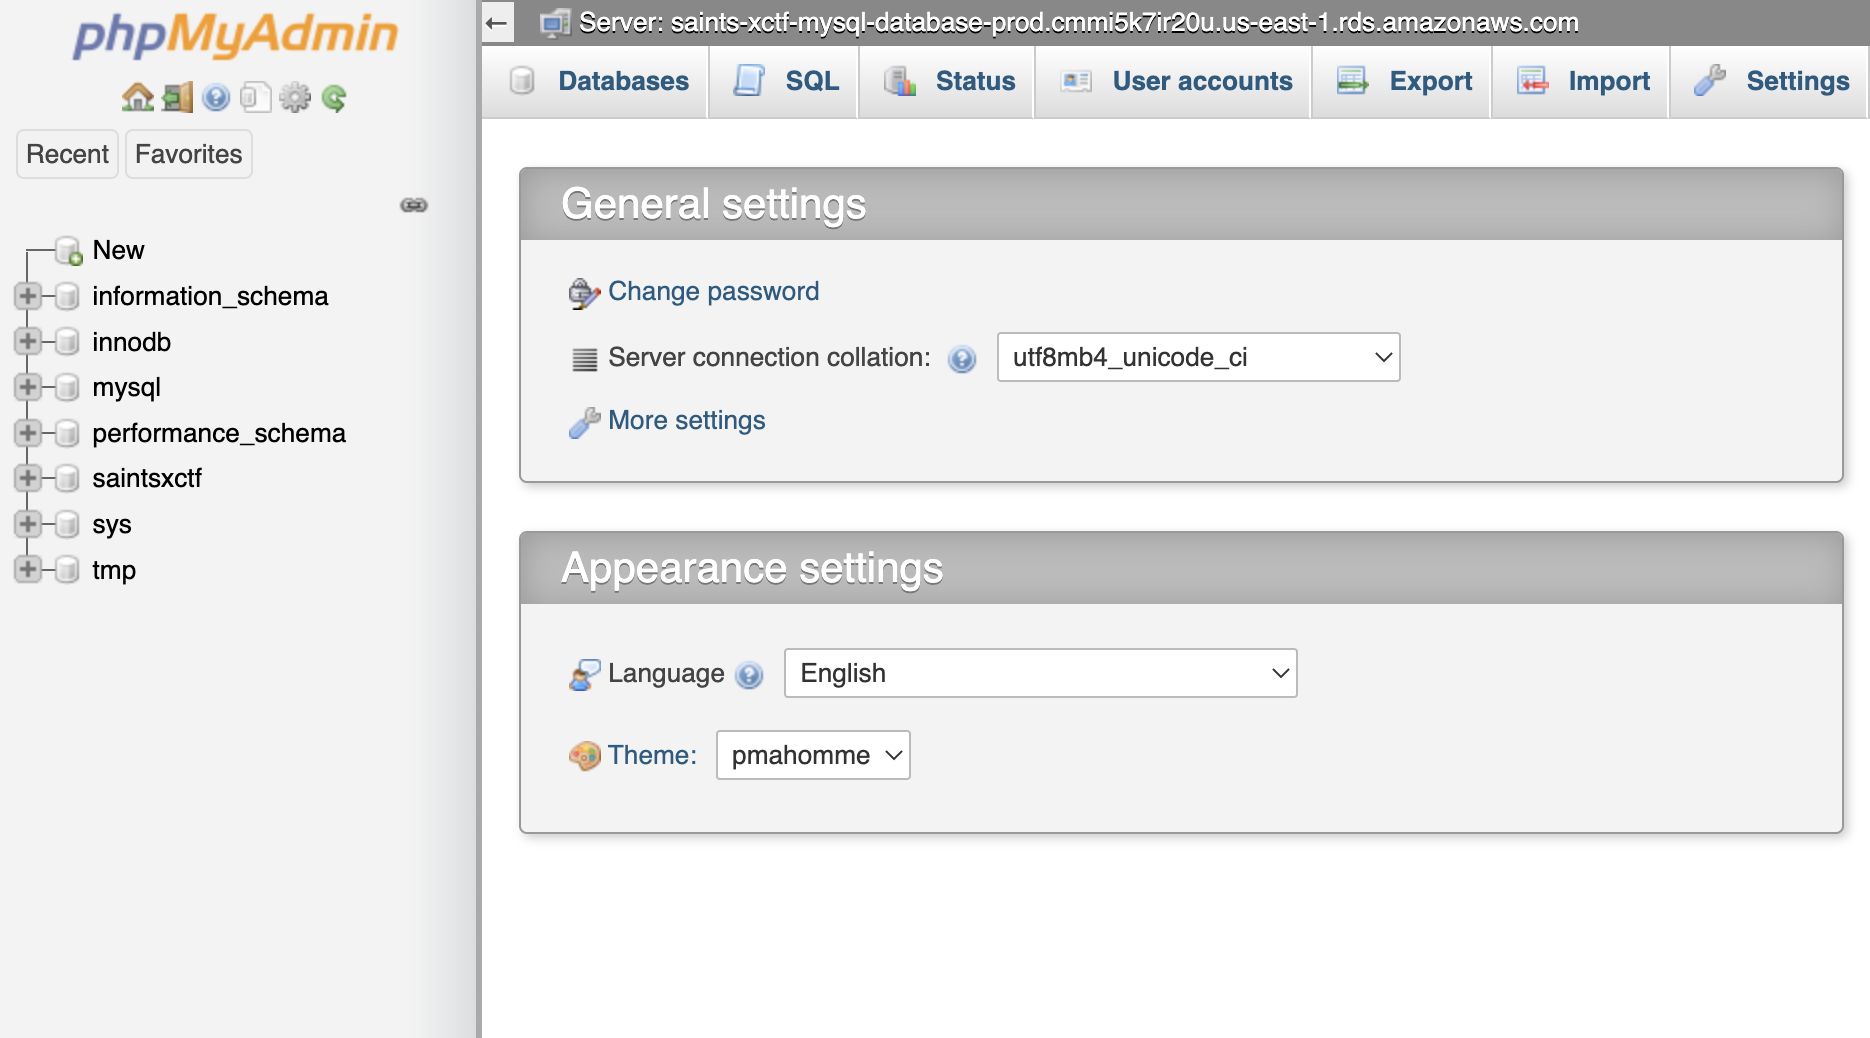 phpMyAdmin
Recent Favorites
New
information_schema
innodb
mysql
performance_schema
saintsxctf
sys
tmp
Server: saints-xctf-mysql-database-prod.cmmi5k7ir20u.us-east-1.rds.amazonaws.com
Databases SQL Status User accounts Export Import Settings
General settings
Change password
Server connection collation: utf8mb4_unicode_ci
More settings
Appearance settings
Language English
Theme: pmahomme